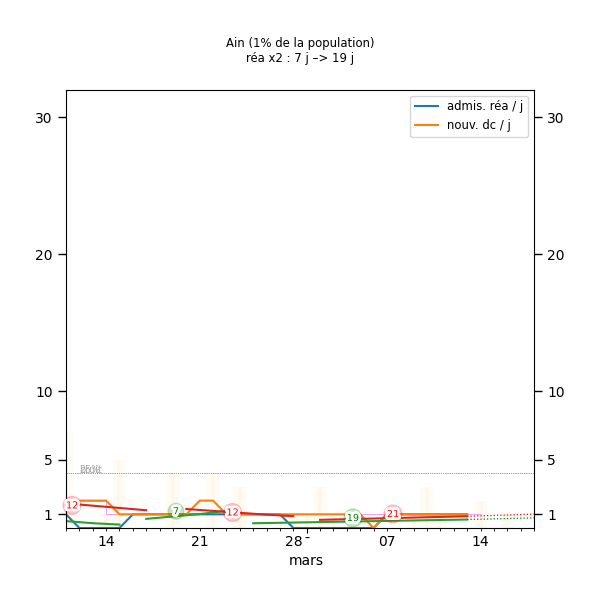 Ain (1% de la population)
réa x2 : 7 j –> 19 j
admis. réa / j
nouv. dc / j
30 30
20 20
10 10
5 5
12 7 12 19 21
1 1
14 21 28 07 14
mars